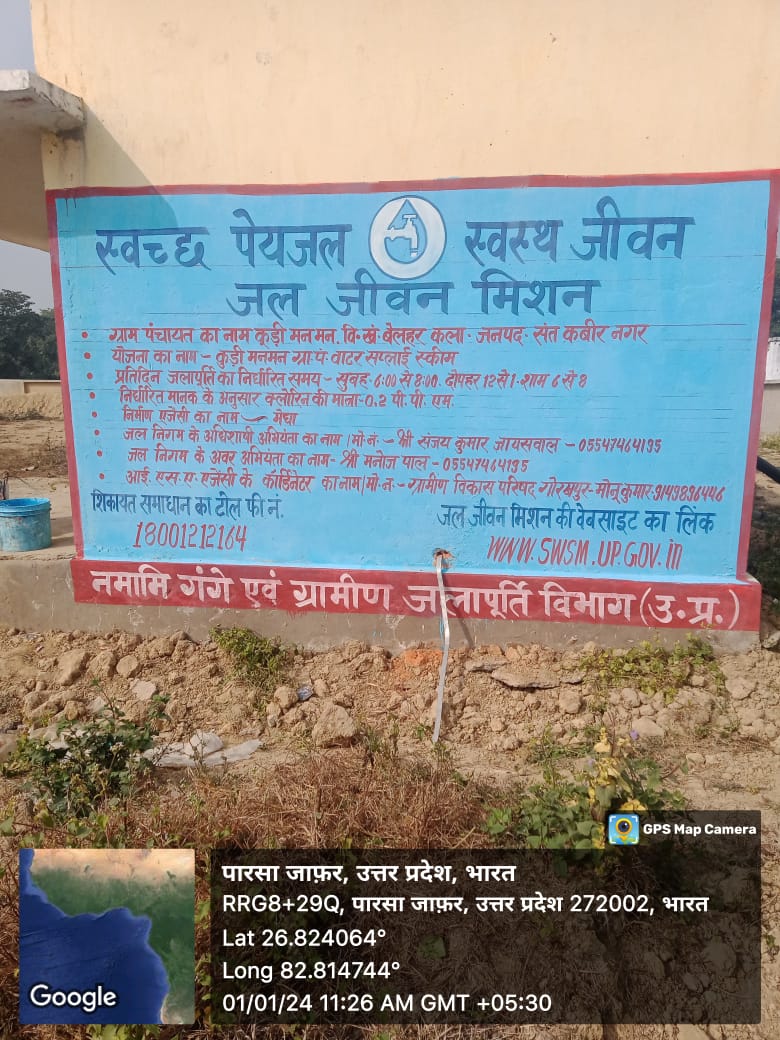 स्वच्छ पेयजल स्वस्थ जीवन
जल जीवन मिशन
• ग्राम पंचायत का नाम कुड़ी मनमन, वि॰खं॰ बेलहर कला॰ जनपद॰ संत कबीर नगर
• योजना का नाम - कुड़ी मनमन ग्रा॰पं॰ वाटर सप्लाई स्कीम
• प्रतिदिन जलापूर्ति का निर्धारित समय - सुबह 6:00 से 8:00, दोपहर 12 से 1॰ शाम 6 से 8
• निर्धारित मानक के अनुसार क्लोरिन की मात्रा - 0.2 पी॰ पी॰ एम॰
• निर्माण एजेंसी का नाम - मेघा
• जल निगम के अधिशाषी अभियंता का नाम / मो॰नं॰ - श्री संजय कुमार जायसवाल - 05547464195
• जल निगम के अवर अभियंता का नाम - श्री मनोज पाल - 05547464195
• आई॰ एस॰ ए॰ एजेंसी के कॉर्डिनेटर का नाम / मो॰ नं॰ - ग्रामीण विकास परिषद् गोरखपुर - मोनू कुमार॰ 9149896446
शिकायत समाधान का टोल फ्री नं.
18001212164
जल जीवन मिशन की वेबसाइट का लिंक
WWW.SWSM.UP.GOV.in
नमामि गंगे एवं ग्रामीण जलापूर्ति विभाग (उ.प्र.)
GPS Map Camera
पारसा जाफ़र, उत्तर प्रदेश, भारत
RRG8+29Q, पारसा जाफ़र, उत्तर प्रदेश 272002, भारत
Lat 26.824064°
Long 82.814744°
01/01/24 11:26 AM GMT +05:30
Google